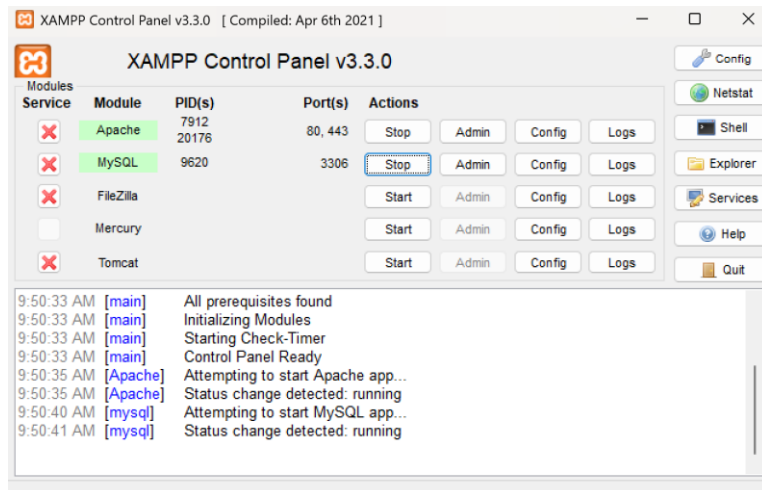 XAMPP Control Panel v3.3.0 [ Compiled: Apr 6th 2021 ]
XAMPP Control Panel v3.3.0
Config
Modules
Service Module PID(s) Port(s) Actions
Netstat
Apache 7912 20176 80, 443 Stop Admin Config Logs
Shell
MySQL 9620 3306 Stop Admin Config Logs
Explorer
FileZilla Start Admin Config Logs
Services
Mercury Start Admin Config Logs
Help
Tomcat Start Admin Config Logs
Quit
9:50:33 AM [main] All prerequisites found
9:50:33 AM [main] Initializing Modules
9:50:33 AM [main] Starting Check-Timer
9:50:33 AM [main] Control Panel Ready
9:50:35 AM [Apache] Attempting to start Apache app...
9:50:35 AM [Apache] Status change detected: running
9:50:40 AM [mysql] Attempting to start MySQL app...
9:50:41 AM [mysql] Status change detected: running